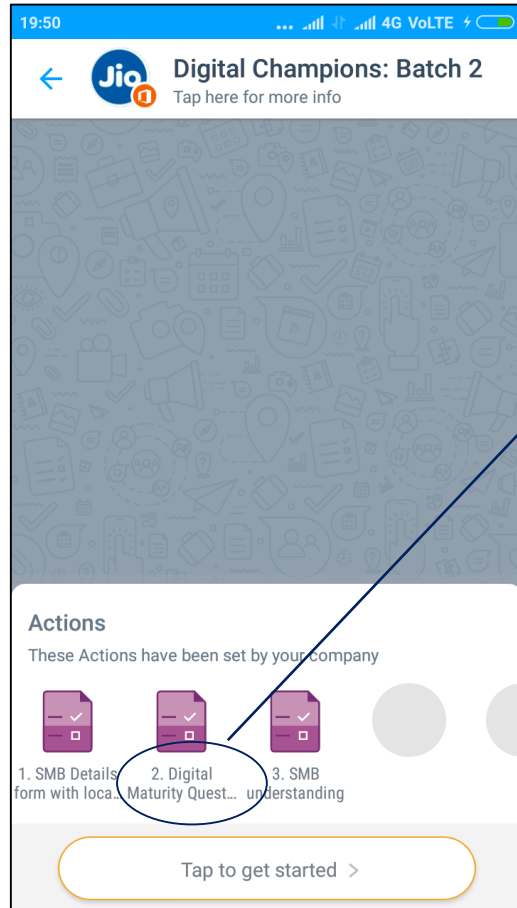 19:50
... 4G VoLTE
Jio
Digital Champions: Batch 2
Tap here for more info
Actions
These Actions have been set by your company
1. SMB Details
form with loca...
2. Digital
Maturity Quest...
3. SMB
understanding
Tap to get started >